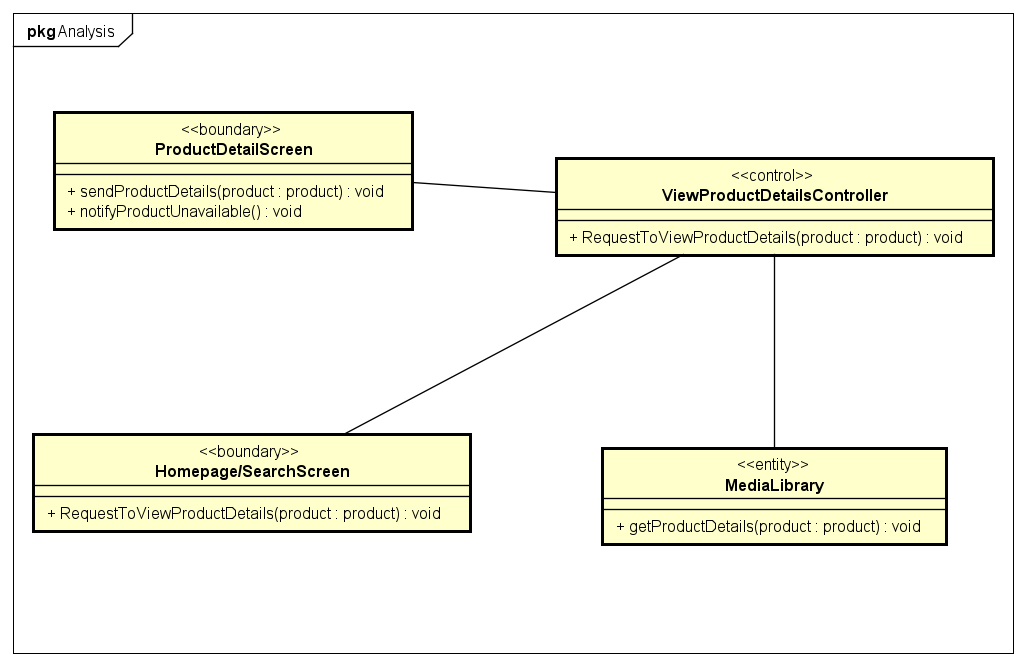 pkg Analysis
<<boundary>>
ProductDetailScreen
+ sendProductDetails(product : product) : void
+ notifyProductUnavailable() : void
<<control>>
ViewProductDetailsController
+ RequestToViewProductDetails(product : product) : void
<<boundary>>
Homepage/SearchScreen
+ RequestToViewProductDetails(product : product) : void
<<entity>>
MediaLibrary
+ getProductDetails(product : product) : void